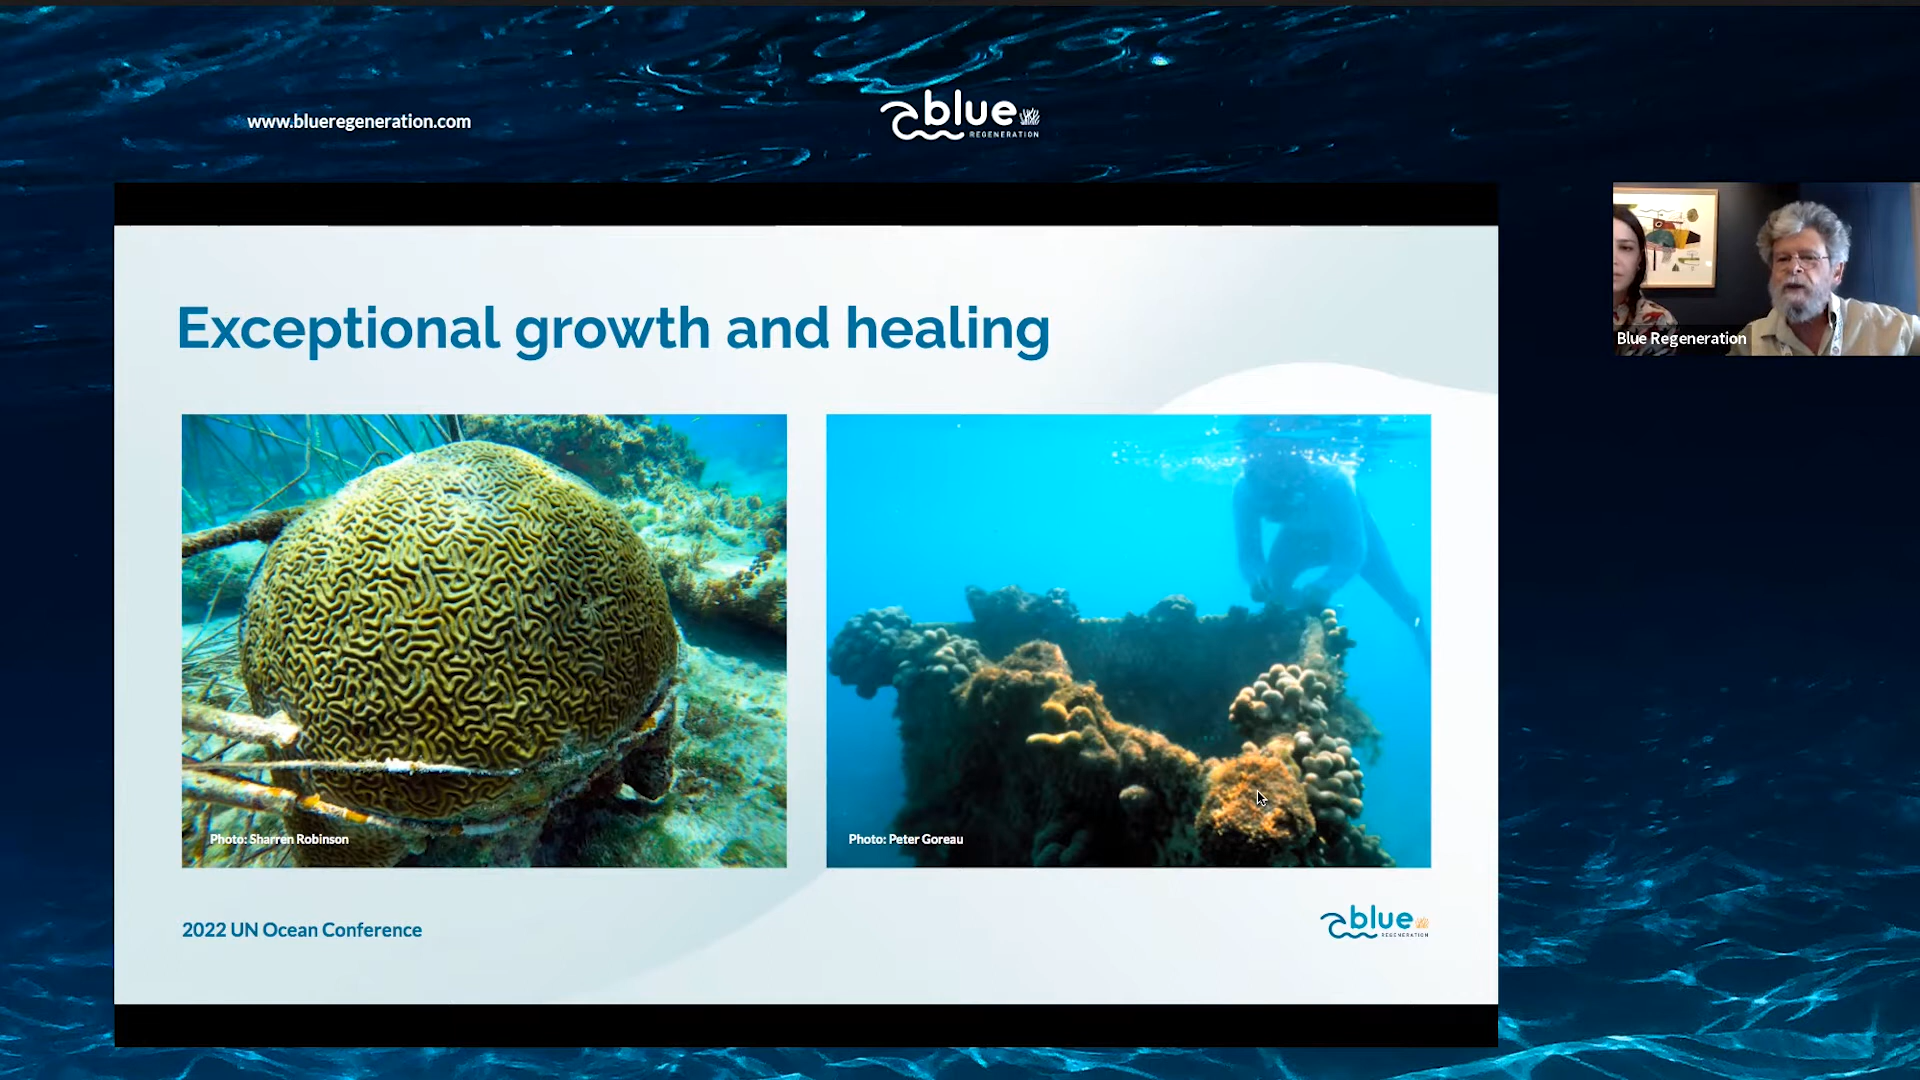 www.blueregeneration.com
blue
REGENERATION
Blue Regeneration
Exceptional growth and healing
Photo: Sharren Robinson
Photo: Peter Goreau
2022 UN Ocean Conference
blue
REGENERATION